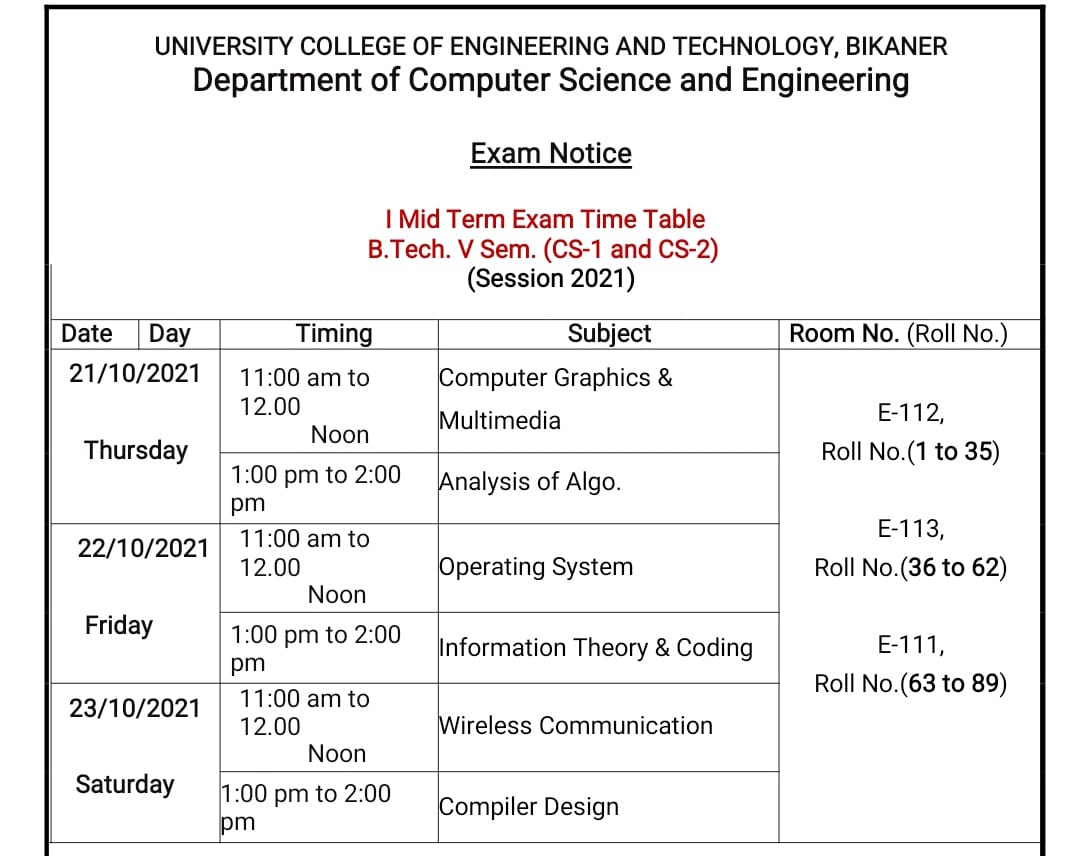 UNIVERSITY COLLEGE OF ENGINEERING AND TECHNOLOGY, BIKANER
Department of Computer Science and Engineering
Exam Notice
I Mid Term Exam Time Table
B.Tech. V Sem. (CS-1 and CS-2)
(Session 2021)
Date Day Timing Subject Room No. (Roll No.)
21/10/2021
Thursday
11:00 am to
12.00
Noon
Computer Graphics &
Multimedia
1:00 pm to 2:00
pm
Analysis of Algo.
22/10/2021
Friday
11:00 am to
12.00
Noon
Operating System
1:00 pm to 2:00
pm
Information Theory & Coding
23/10/2021
Saturday
11:00 am to
12.00
Noon
Wireless Communication
1:00 pm to 2:00
pm
Compiler Design
E-112,
Roll No.(1 to 35)
E-113,
Roll No.(36 to 62)
E-111,
Roll No.(63 to 89)